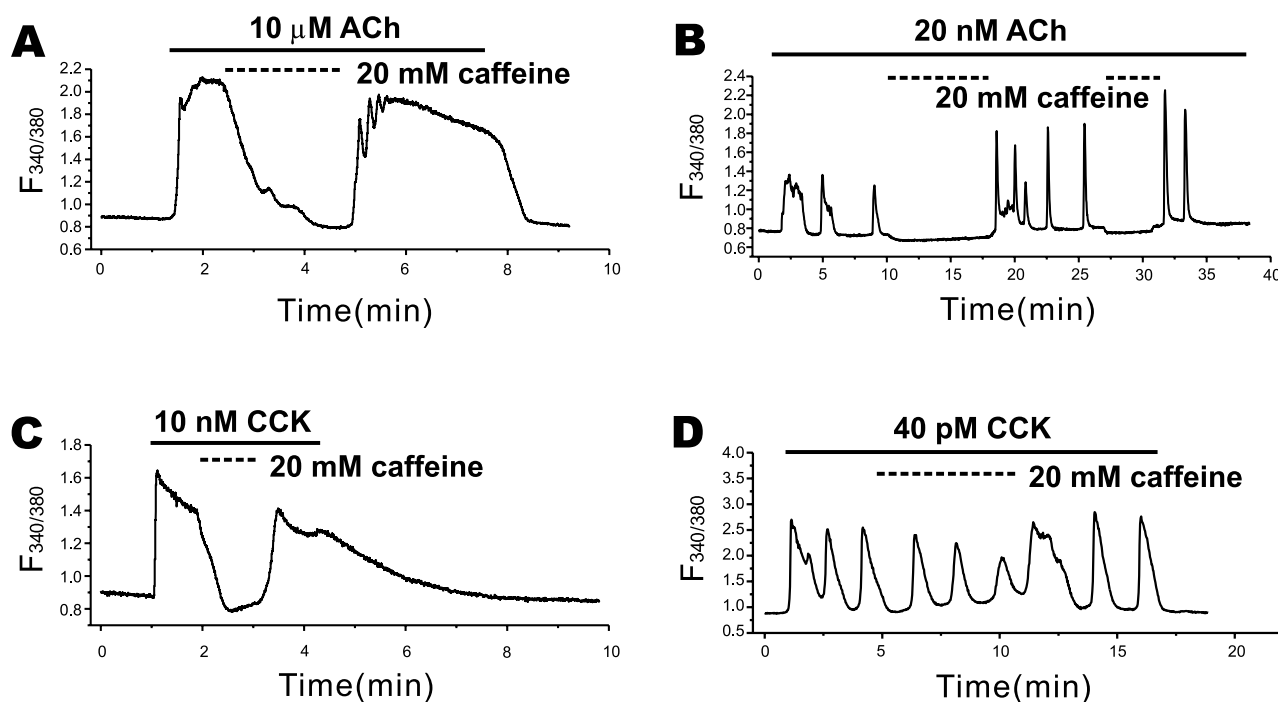 A
10 µM ACh
20 mM caffeine
F340/380
2.2
2.0
1.8
1.6
1.4
1.2
1.0
0.8
0.6
0 2 4 6 8 10
Time(min)
B
20 nM ACh
20 mM caffeine
F340/380
2.4
2.2
2.0
1.8
1.6
1.4
1.2
1.0
0.8
0.6
0 5 10 15 20 25 30 35 40
Time(min)
C
10 nM CCK
20 mM caffeine
F340/380
1.8
1.6
1.4
1.2
1.0
0.8
0 2 4 6 8 10
Time(min)
D
40 pM CCK
20 mM caffeine
F340/380
4.0
3.5
3.0
2.5
2.0
1.5
1.0
0.5
0 5 10 15 20
Time(min)